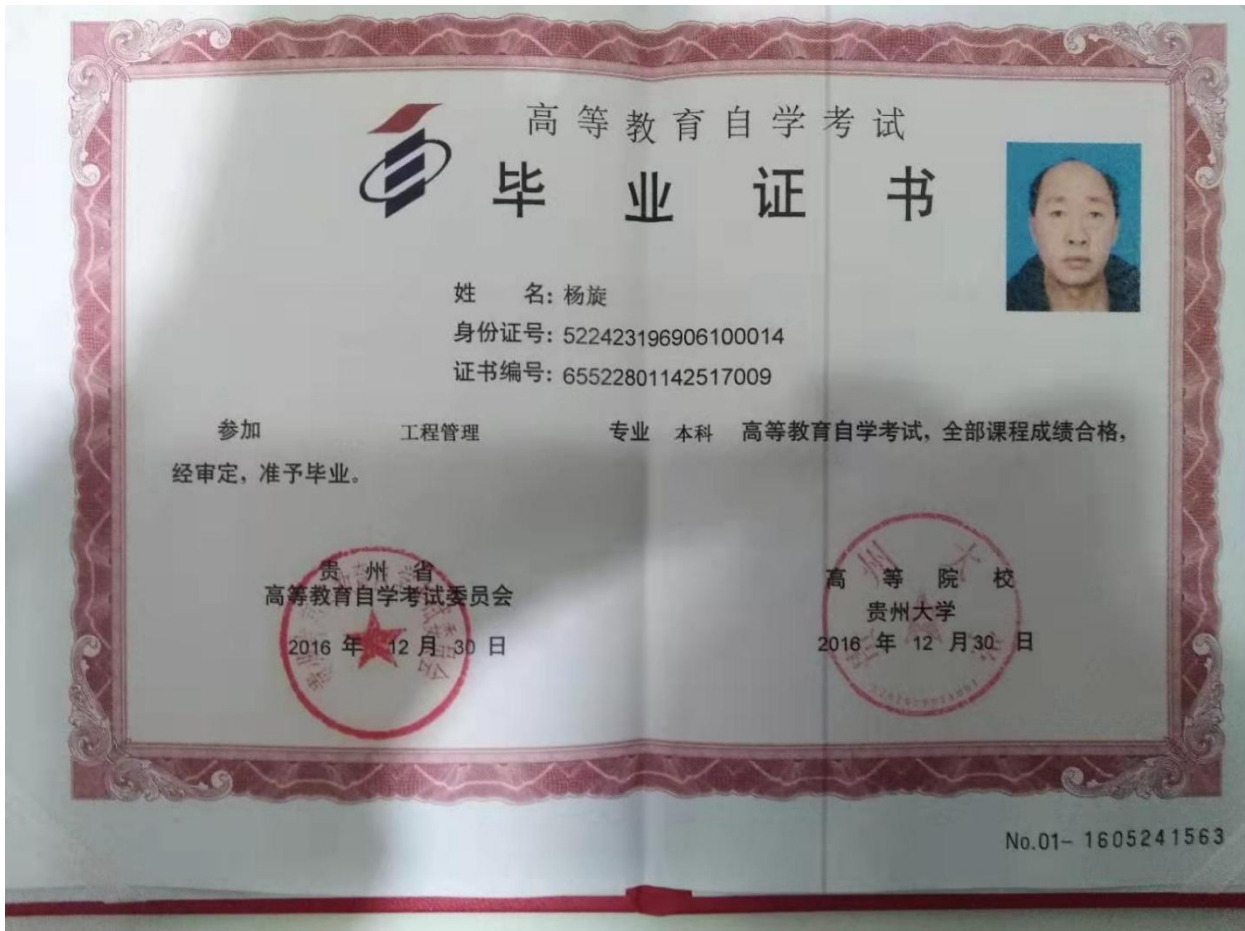 高等教育自学考试
毕业证书
姓 名: 杨旋
身份证号: 522423196906100014
证书编号: 65522801142517009
参加 工程管理 专业 本科 高等教育自学考试，全部课程成绩合格，
经审定，准予毕业。
贵州省
高等教育自学考试委员会
2016 年 12 月 30 日
高等院校
贵州大学
2016 年 12 月 30 日
No.01- 1605241563